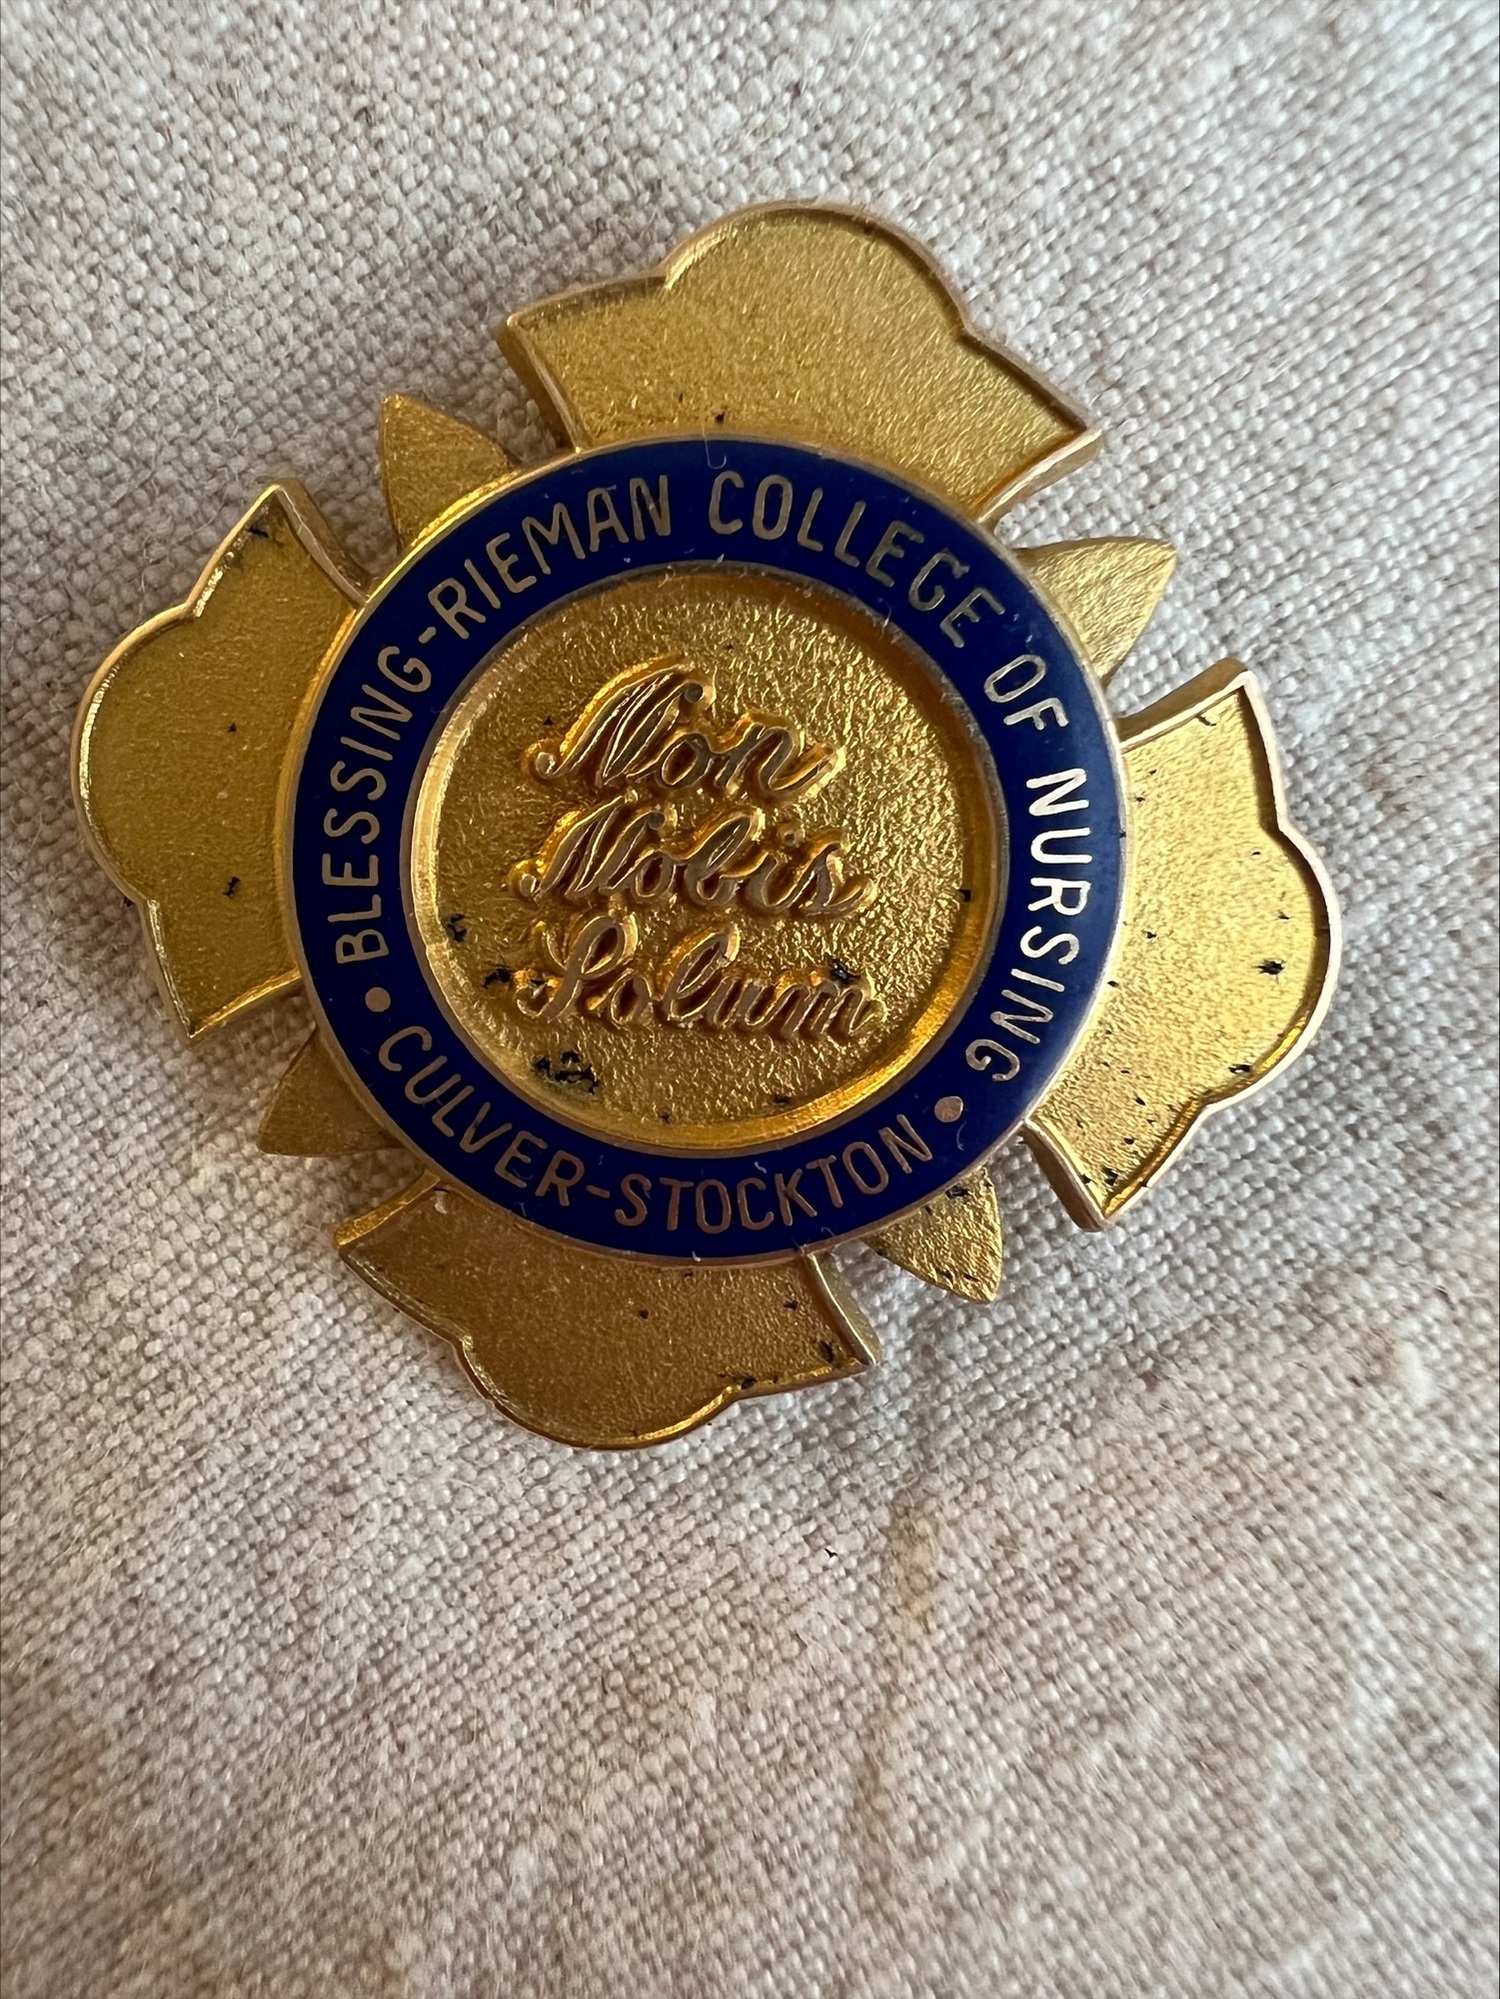 • BLESSING-RIEMAN COLLEGE OF NURSING •
CULVER-STOCKTON
Non
Nobis
Solum